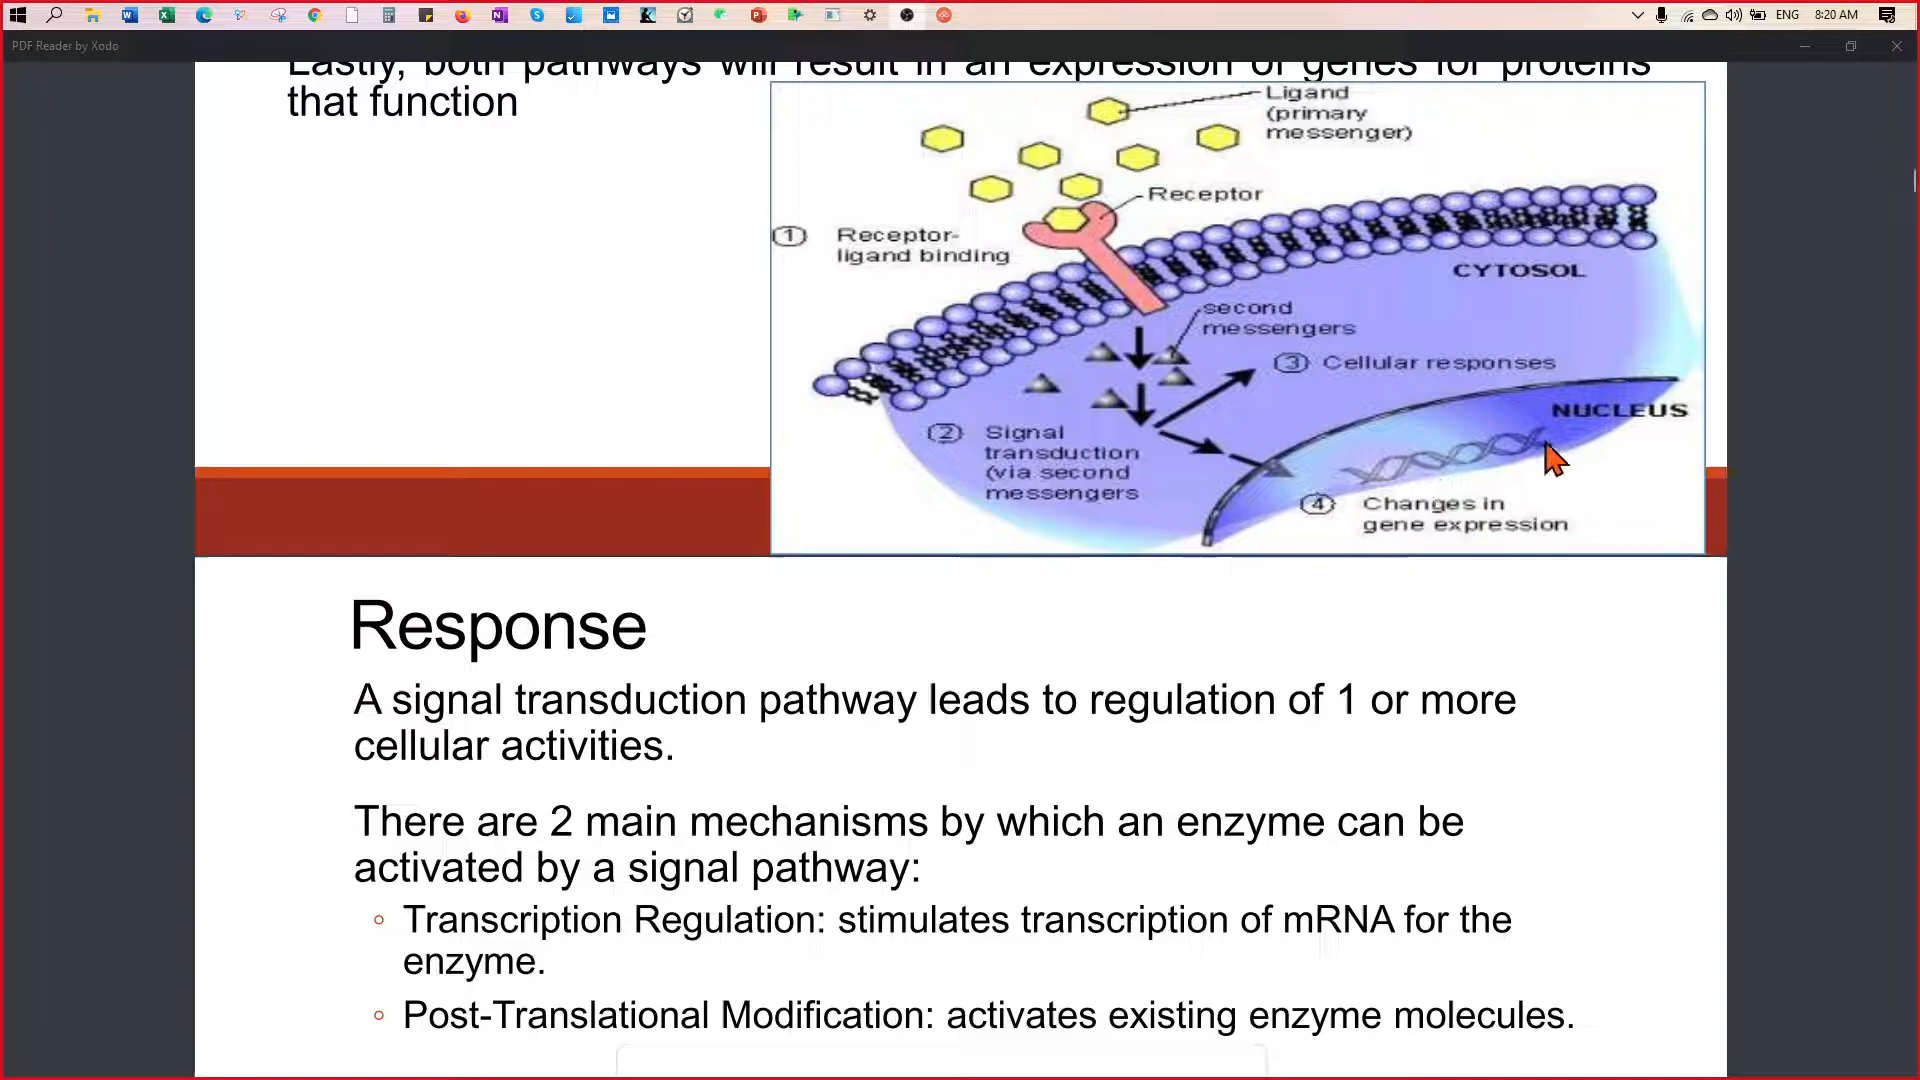 ENG 8:20 AM
PDF Reader by Xodo
Lastly, both pathways will result in an expression of genes for proteins
that function
Ligand
(primary
messenger)
Receptor
1 Receptor-
ligand binding
CYTOSOL
second
messengers
3 Cellular responses
NUCLEUS
2 Signal
transduction
(via second
messengers
4 Changes in
gene expression
Response
A signal transduction pathway leads to regulation of 1 or more
cellular activities.
There are 2 main mechanisms by which an enzyme can be
activated by a signal pathway:
◦ Transcription Regulation: stimulates transcription of mRNA for the
enzyme.
◦ Post-Translational Modification: activates existing enzyme molecules.